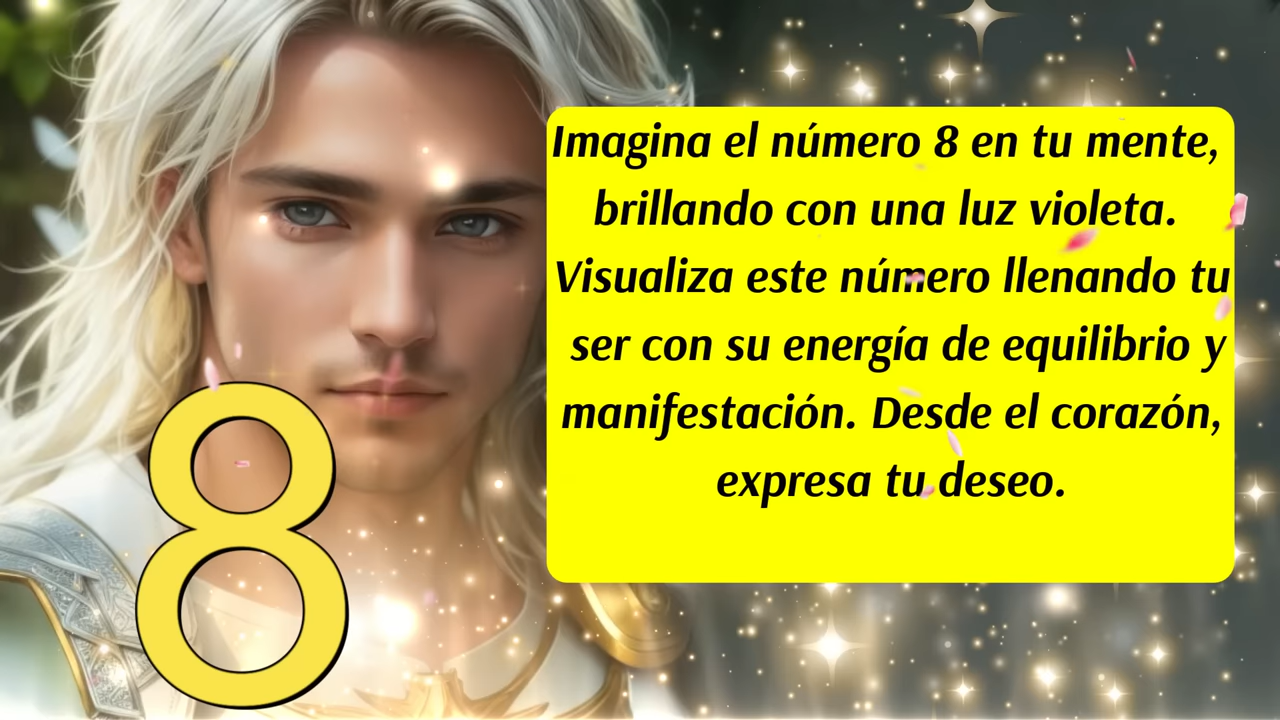 Imagina el número 8 en tu mente,
brillando con una luz violeta.
Visualiza este número llenando tu
ser con su energía de equilibrio y
manifestación. Desde el corazón,
expresa tu deseo.
8